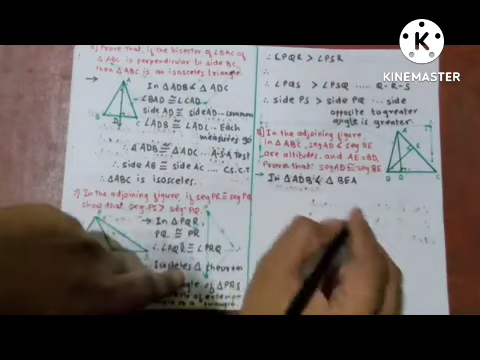 6) Prove that, if the bisector of ∠BAC
of △ABC is perpendicular to side BC,
then △ABC is an isosceles triangle.
→ In △ADB & △ADC
∠BAD ≅ ∠CAD
side AD ≅ side AD... common
∠ADB ≅ ∠ADC... Each
measures 90
∴ △ADB ≅ △ADC ... A-S-A test
∴ side AB ≅ side AC ... C.S.C.T
∴ △ABC is isosceles.
7) In the adjoining figure, if seg PR ≅ seg PQ,
show that seg PS > seg PQ.
→ In △PQR,
PQ ≅ PR
∴ ∠PQR ≅ ∠PRQ
Isosceles △ theorem
angle of △PRS
∴ ∠PQR > ∠PSR
∴
∴ ∠PQS > ∠PSQ .... Q-R-S
∴ side PS > side PQ .... side
opposite to greater
angle is greater.
8) In the adjoining figure,
in △ABC, seg AD & seg BE
are altitudes, and AE = BD,
Prove that seg AD ≅ seg BE
→ In △ADB & △BEA
A
B
D
C
P
A
E
B
D
C
K
KINEMASTER